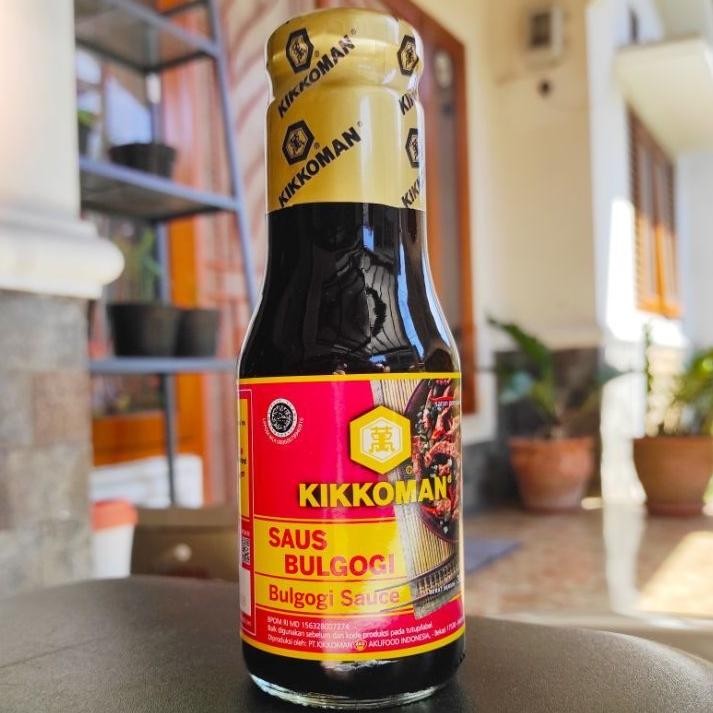 KIKKOMAN
KIKKOMAN
萬
KIKKOMAN
SAUS
BULGOGI
Bulgogi Sauce
BPOM RI MD 156328007274
Baik digunakan sebelum dan kode produksi pada tutup/label
Diproduksi oleh: PT.KIKKOMAN AKUFOOD INDONESIA,